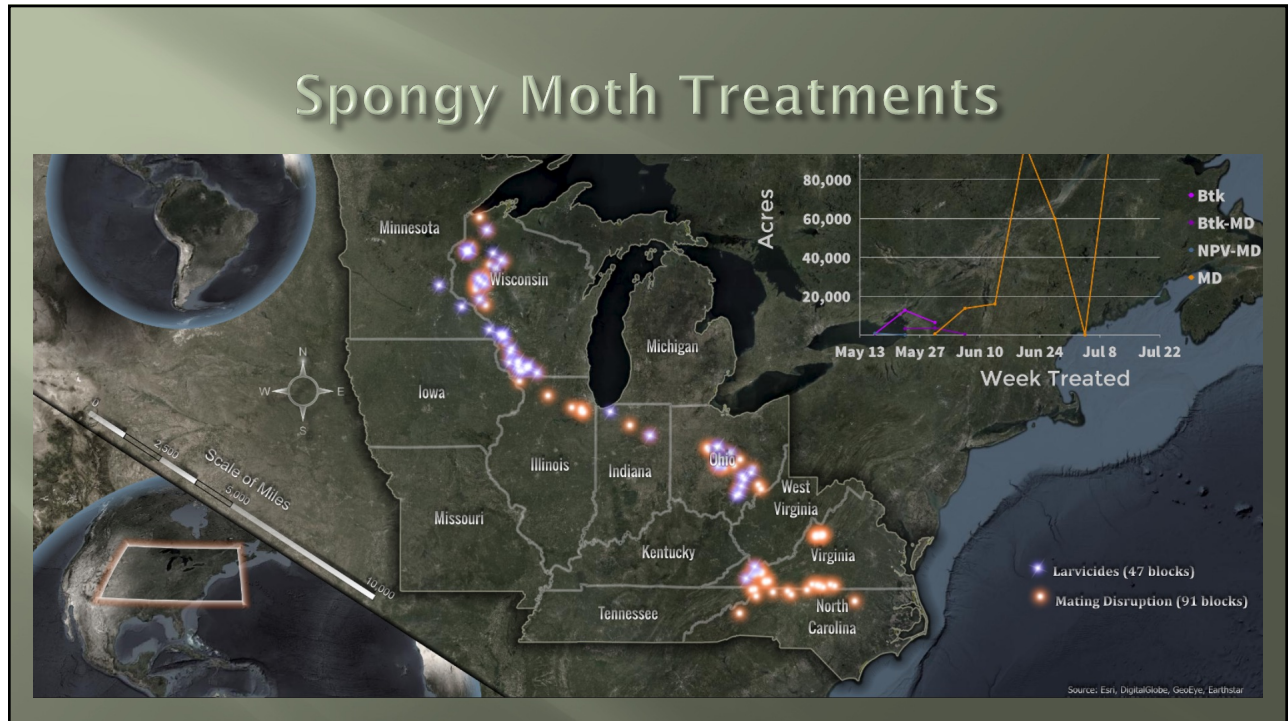 Spongy Moth Treatments
Minnesota
Wisconsin
Michigan
Iowa
Illinois
Indiana
Ohio
West
Virginia
Missouri
Kentucky
Virginia
Tennessee
North
Carolina
N
W
E
S
0
2,500
5,000
10,000
Scale of Miles
Acres
80,000
60,000
40,000
20,000
May 13 May 27 Jun 10 Jun 24 Jul 8 Jul 22
Week Treated
Btk
Btk-MD
NPV-MD
MD
Larvicides (47 blocks)
Mating Disruption (91 blocks)
Source: Esri, DigitalGlobe, GeoEye, Earthstar